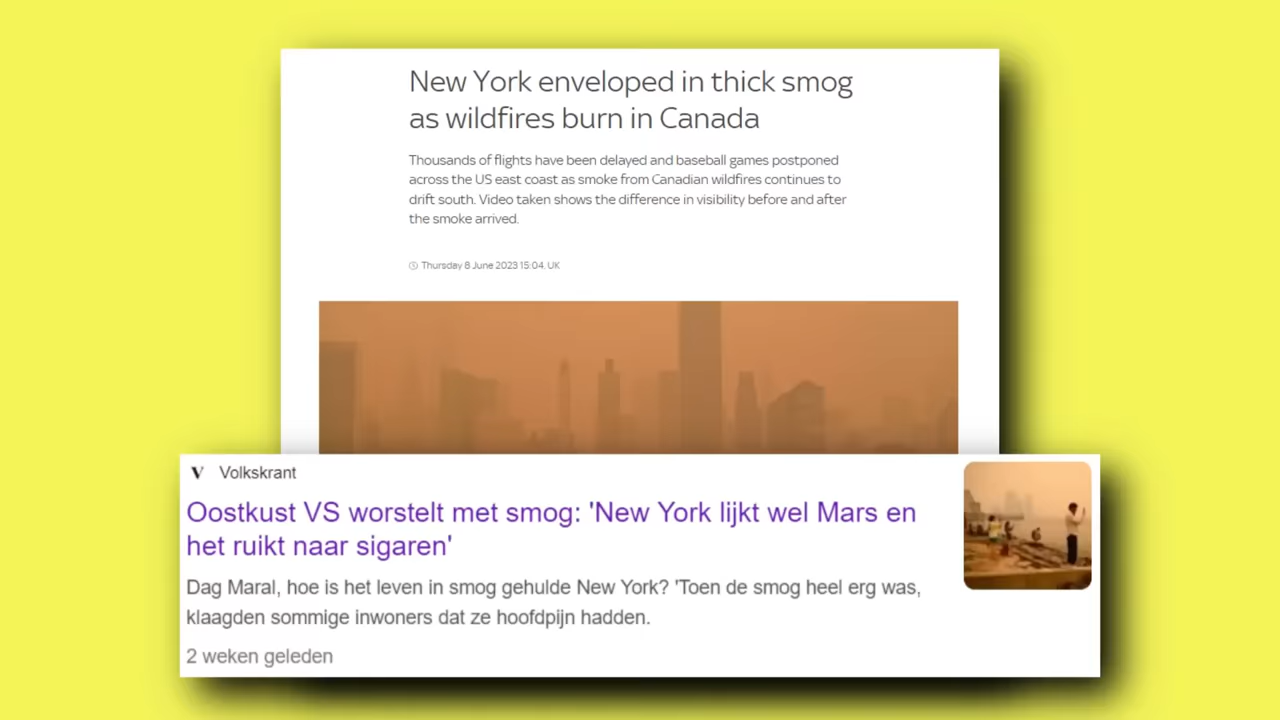 New York enveloped in thick smog
as wildfires burn in Canada
Thousands of flights have been delayed and baseball games postponed
across the US east coast as smoke from Canadian wildfires continues to
drift south. Video taken shows the difference in visibility before and after
the smoke arrived.
Thursday 8 June 2023 15:04, UK
V Volkskrant
Oostkust VS worstelt met smog: 'New York lijkt wel Mars en
het ruikt naar sigaren'
Dag Maral, hoe is het leven in smog gehulde New York? 'Toen de smog heel erg was,
klaagden sommige inwoners dat ze hoofdpijn hadden.
2 weken geleden